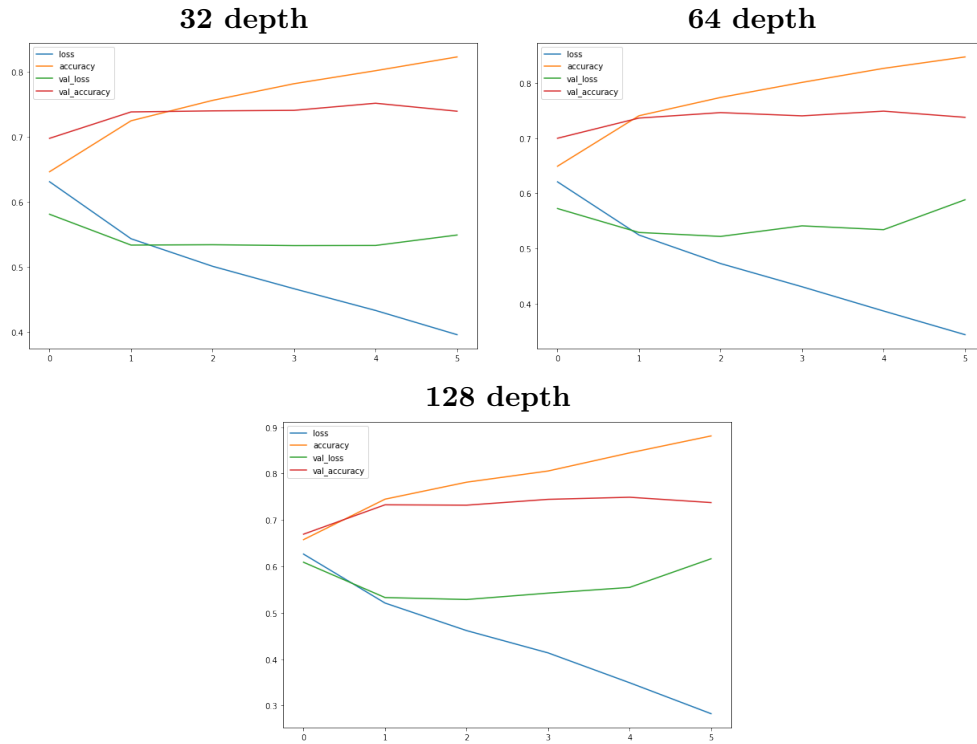 32 depth
loss
accuracy
val_loss
val_accuracy
0.8
0.7
0.6
0.5
0.4
0 1 2 3 4 5
64 depth
loss
accuracy
val_loss
val_accuracy
0.8
0.7
0.6
0.5
0.4
0 1 2 3 4 5
128 depth
loss
accuracy
val_loss
val_accuracy
0.9
0.8
0.7
0.6
0.5
0.4
0.3
0 1 2 3 4 5